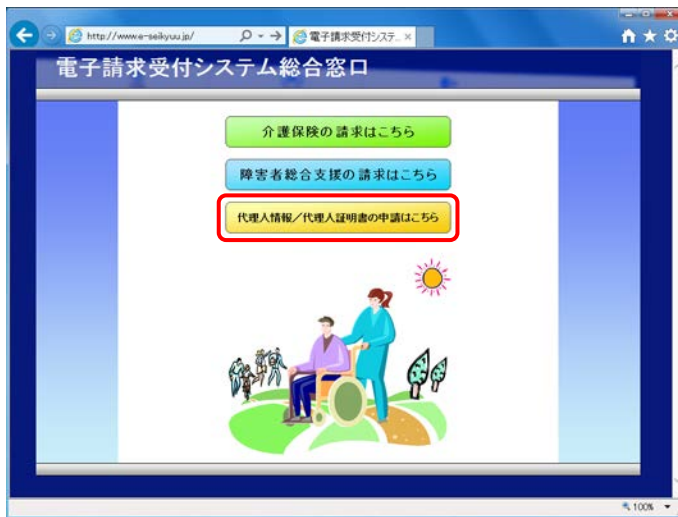 http://www.e-seikyuu.jp/
電子請求受付システ...
電子請求受付システム総合窓口
介護保険の請求はこちら
障害者総合支援の請求はこちら
代理人情報／代理人証明書の申請はこちら
100%